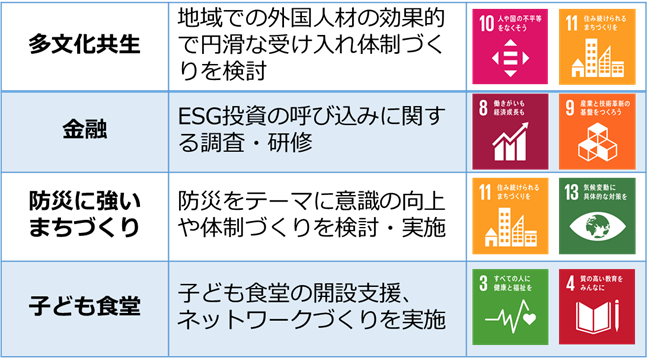 多文化共生
地域での外国人材の効果的
で円滑な受け入れ体制づく
りを検討
10 人や国の不平等
をなくそう
11 住み続けられる
まちづくりを
金融
ESG投資の呼び込みに関す
る調査・研修
8 働きがいも
経済成長も
9 産業と技術革新の
基盤をつくろう
防災に強い
まちづくり
防災をテーマに意識の向上
や体制づくりを検討・実施
11 住み続けられる
まちづくりを
13 気候変動に
具体的な対策を
子ども食堂
子ども食堂の開設支援、
ネットワークづくりを実施
3 すべての人に
健康と福祉を
4 質の高い教育を
みんなに